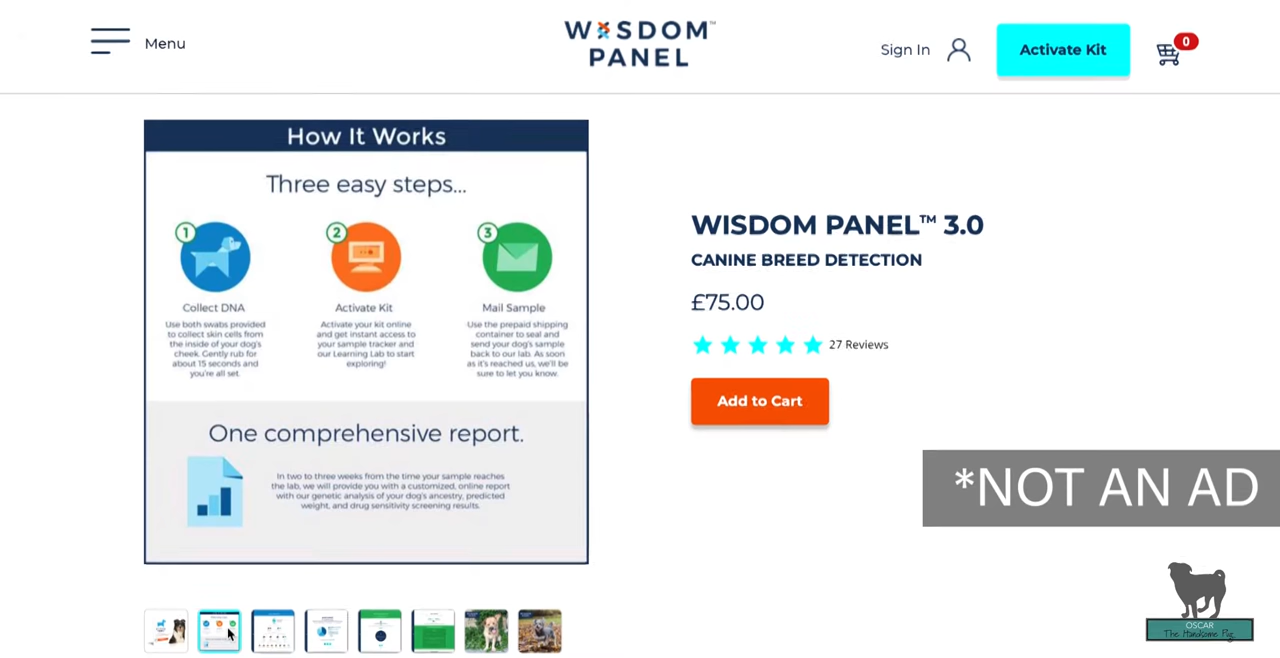 Menu
WISDOM™
PANEL
Sign In
Activate Kit
0
How It Works
Three easy steps...
1
2
3
Collect DNA
Use both swabs provided
to collect skin cells from
the inside of your dog's
cheek. Gently rub for
about 15 seconds and
you're all set.
Activate Kit
Activate your kit online
and get instant access to
your sample tracker and
our Learning Lab to start
exploring!
Mail Sample
Use the prepaid shipping
container to seal and
send your dog's sample
back to our lab. As soon
as it's reached us, we'll be
sure to let you know.
One comprehensive report.
In two to three weeks from the time your sample reaches
the lab, we will provide you with a customized, online report
with our genetic analysis of your dog's ancestry, predicted
weight, and drug sensitivity screening results.
WISDOM PANEL™ 3.0
CANINE BREED DETECTION
£75.00
27 Reviews
Add to Cart
*NOT AN AD
OSCAR
The Handsome Pug